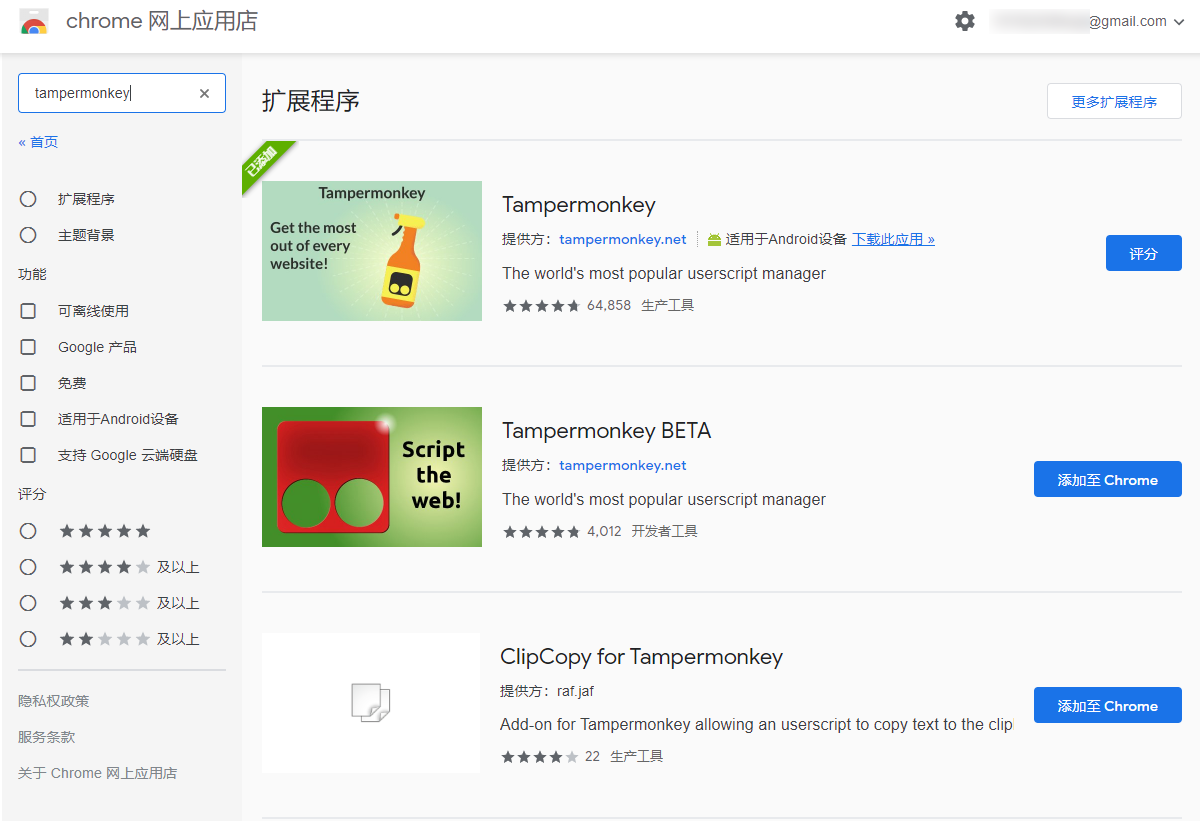 chrome 网上应用店
@gmail.com
tampermonkey
« 首页
扩展程序
主题背景
功能
可离线使用
Google 产品
免费
适用于Android设备
支持 Google 云端硬盘
评分
及以上
及以上
及以上
隐私权政策
服务条款
关于 Chrome 网上应用店
扩展程序
更多扩展程序
已添加
Tampermonkey
Get the most
out of every
website!
Tampermonkey
提供方：tampermonkey.net 适用于Android设备 下载此应用 »
The world's most popular userscript manager
64,858 生产工具
评分
Script
the
web!
Tampermonkey BETA
提供方：tampermonkey.net
The world's most popular userscript manager
4,012 开发者工具
添加至 Chrome
ClipCopy for Tampermonkey
提供方：raf.jaf
Add-on for Tampermonkey allowing an userscript to copy text to the clip
22 生产工具
添加至 Chrome